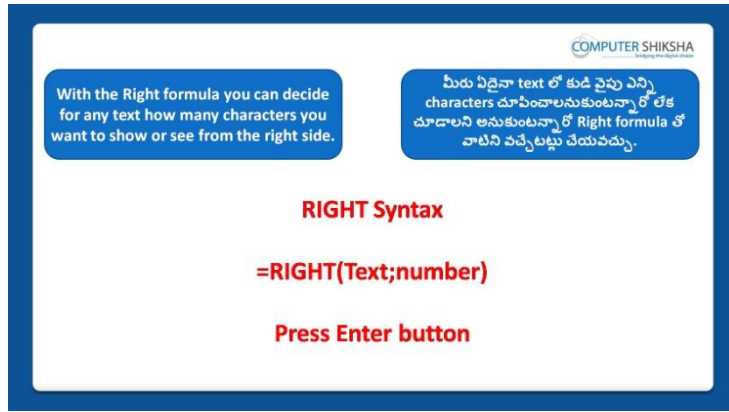 COMPUTER SHIKSHA
bridging the digital divide
With the Right formula you can decide
for any text how many characters you
want to show or see from the right side.
మీరు ఏదైనా text లో కుడి వైపు ఎన్ని
characters చూపించాలనుకుంటున్నారో లేక
చూడాలని అనుకుంటున్నారో Right formula తో
వాటిని వచ్చేటట్లు చేయవచ్చు.
RIGHT Syntax
=RIGHT(Text;number)
Press Enter button